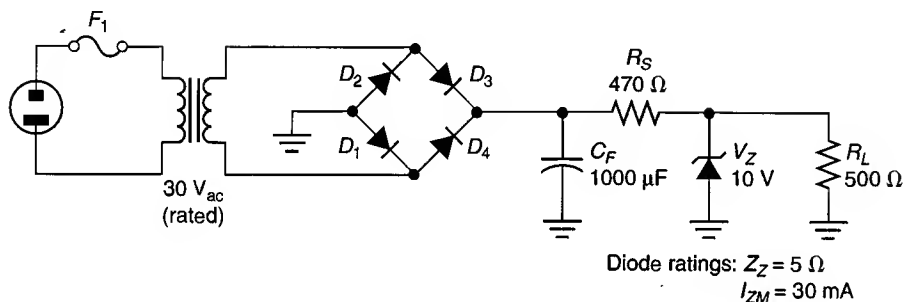 F1
D2
D3
D1
D4
30 Vac
(rated)
RS
470 Ω
CF
1000 μF
VZ
10 V
RL
500 Ω
Diode ratings: ZZ = 5 Ω
IZM = 30 mA